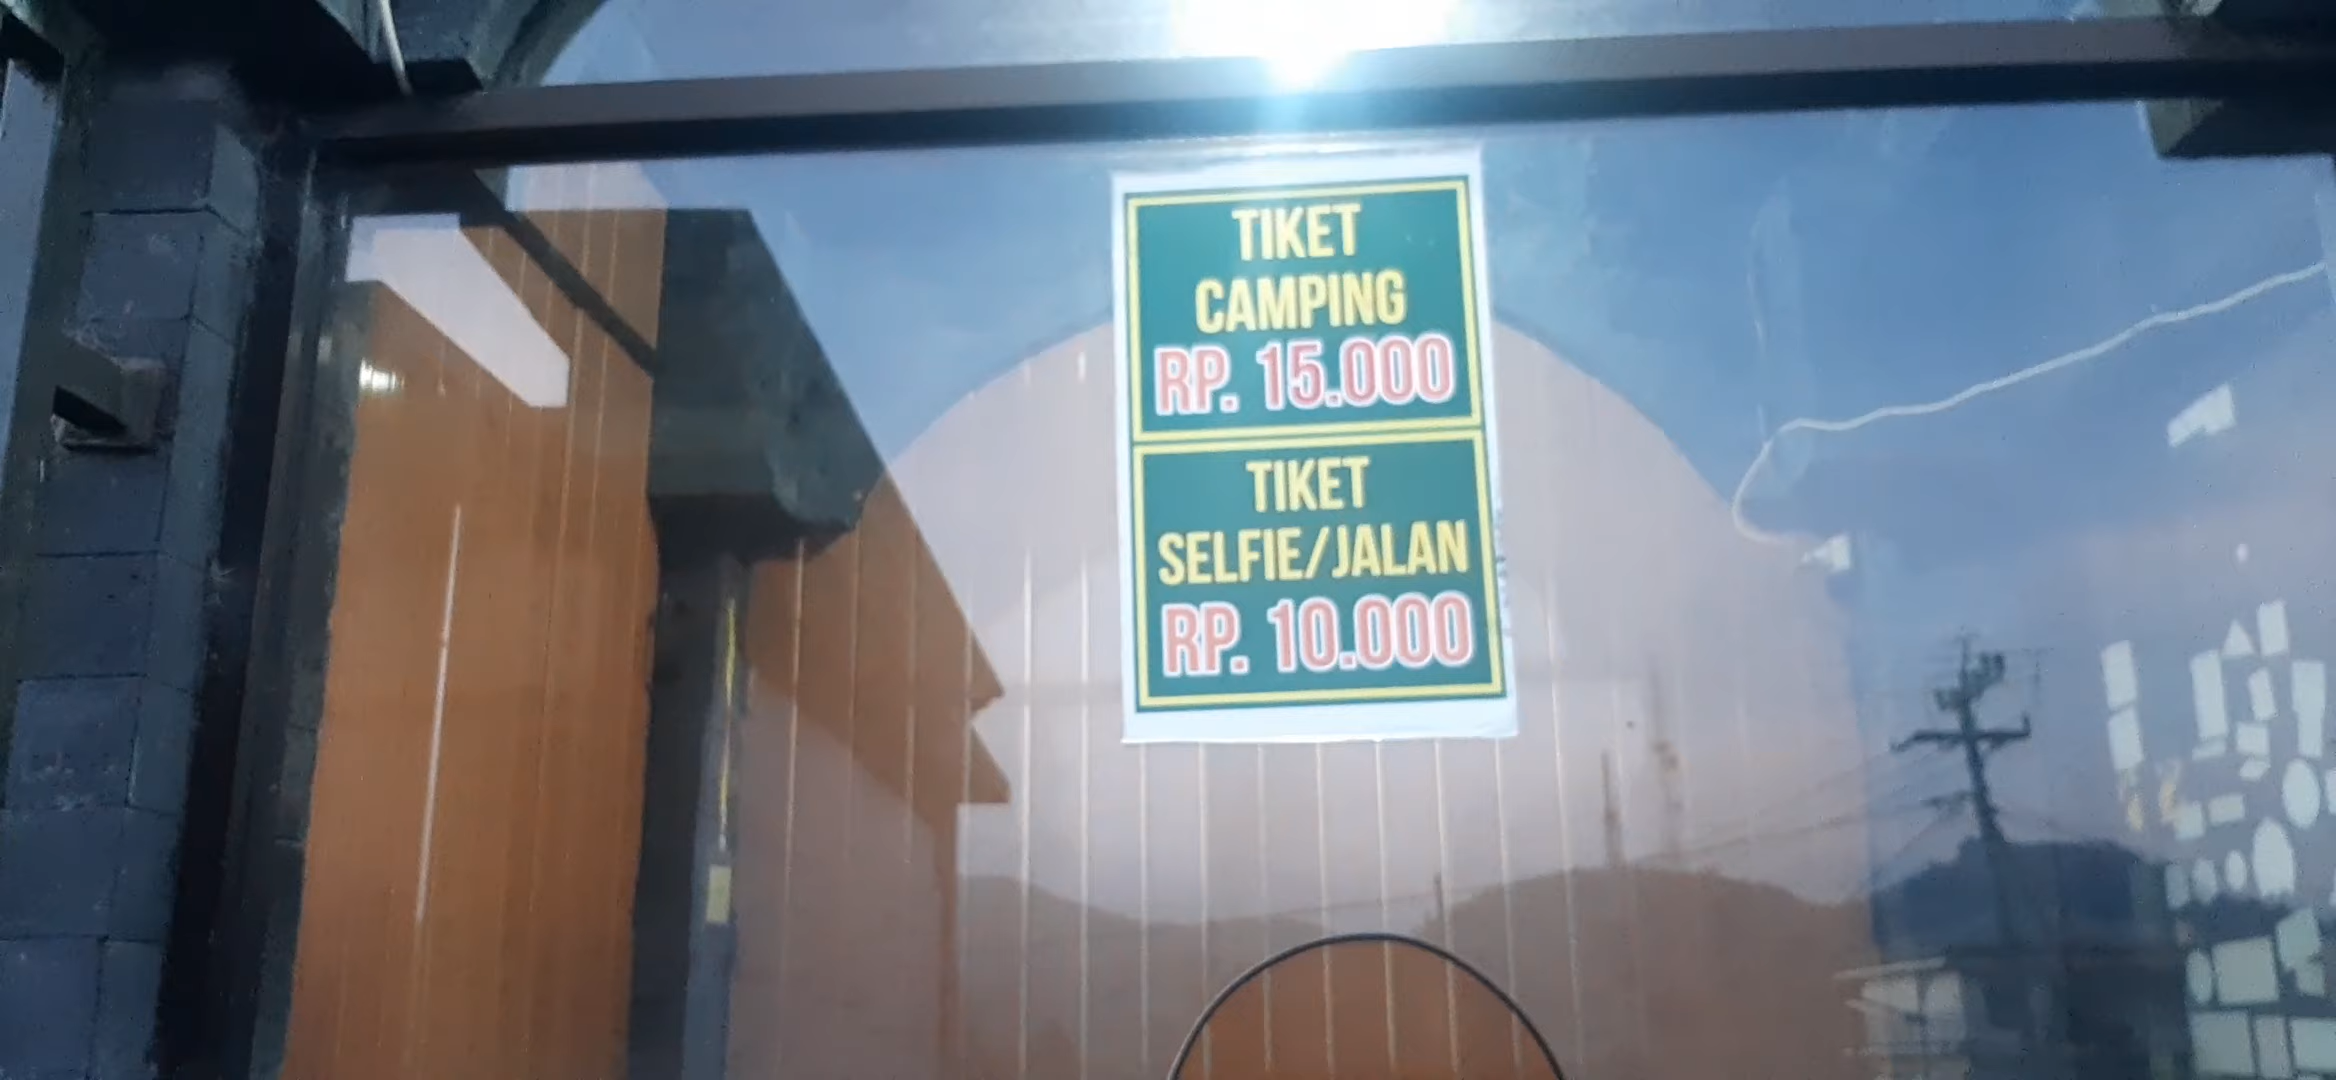 TIKET
CAMPING
RP. 15.000
TIKET
SELFIE/JALAN
RP. 10.000